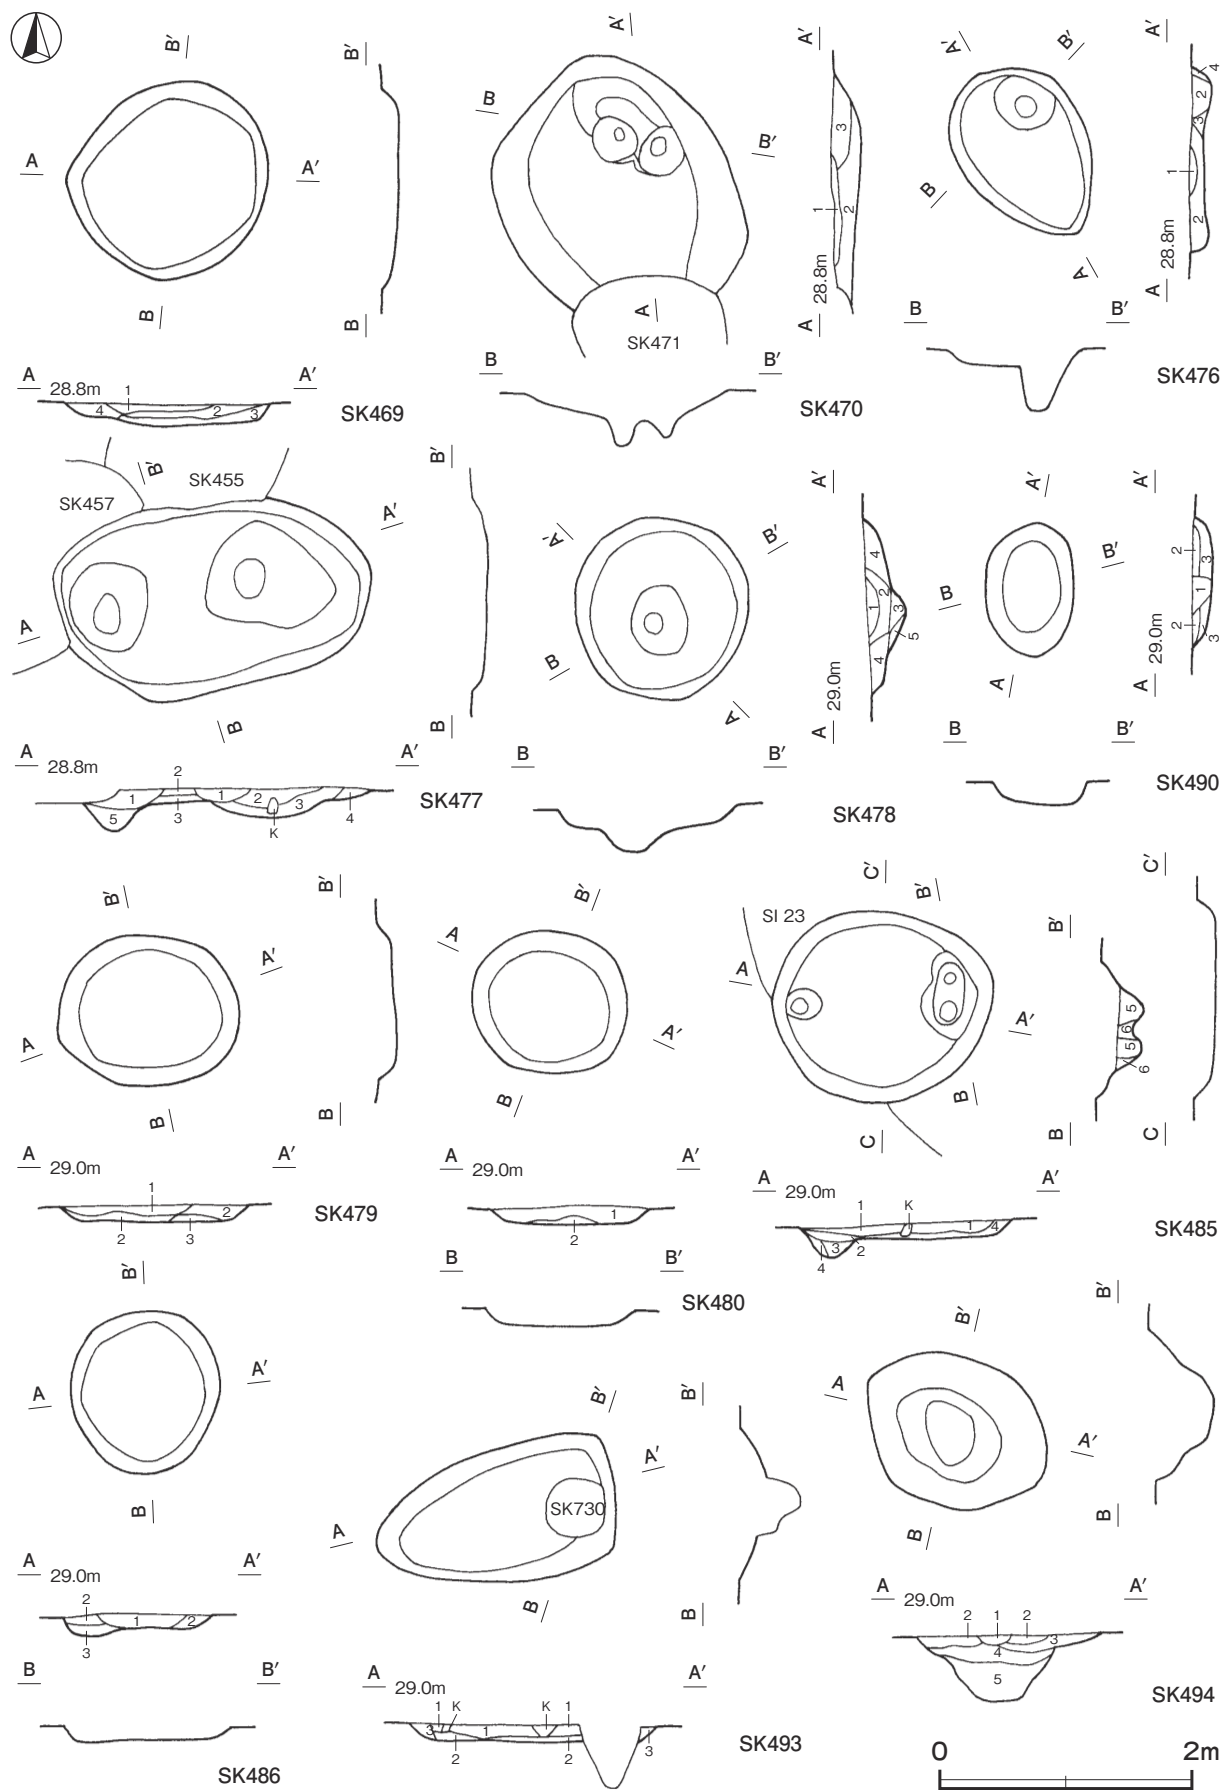 B′
B′
A
A′
B
B
A
28.8m
A′
1
4
2
3
SK469
A′
B
B′
A
SK471
A′
3
1
2
28.8m
A
B
B′
SK470
A′
B′
B
A
A′
4
2
3
1
2
28.8m
A
B
B′
SK476
B′
SK455
SK457
A′
A
B
B′
B
A
28.8m
A′
2
1
1
2
3
5
3
K
4
SK477
A′
B′
B
A
A′
4
2
1
3
5
4
29.0m
A
B
B′
SK478
A′
B′
B
A
A′
2
3
1
2
3
29.0m
A
B
B′
SK490
B′
A′
A
B
B′
B
A
29.0m
A′
1
2
2
3
SK479
B′
A
A′
B
A
29.0m
A′
1
2
B
B′
SK480
C′
B′
SI 23
A
A′
B
C
B′
5
6
5
6
B
C′
C
A
29.0m
A′
1
K
1
4
3
2
4
SK485
B′
A
A′
B
A
29.0m
A′
2
1
2
3
B
B′
SK486
B′
A′
SK730
A
B
B′
B
A
29.0m
A′
1
K
K
1
3
1
2
2
3
SK493
B′
A
A′
B
B′
B
A
29.0m
A′
2
1
2
3
4
5
SK494
0
2m